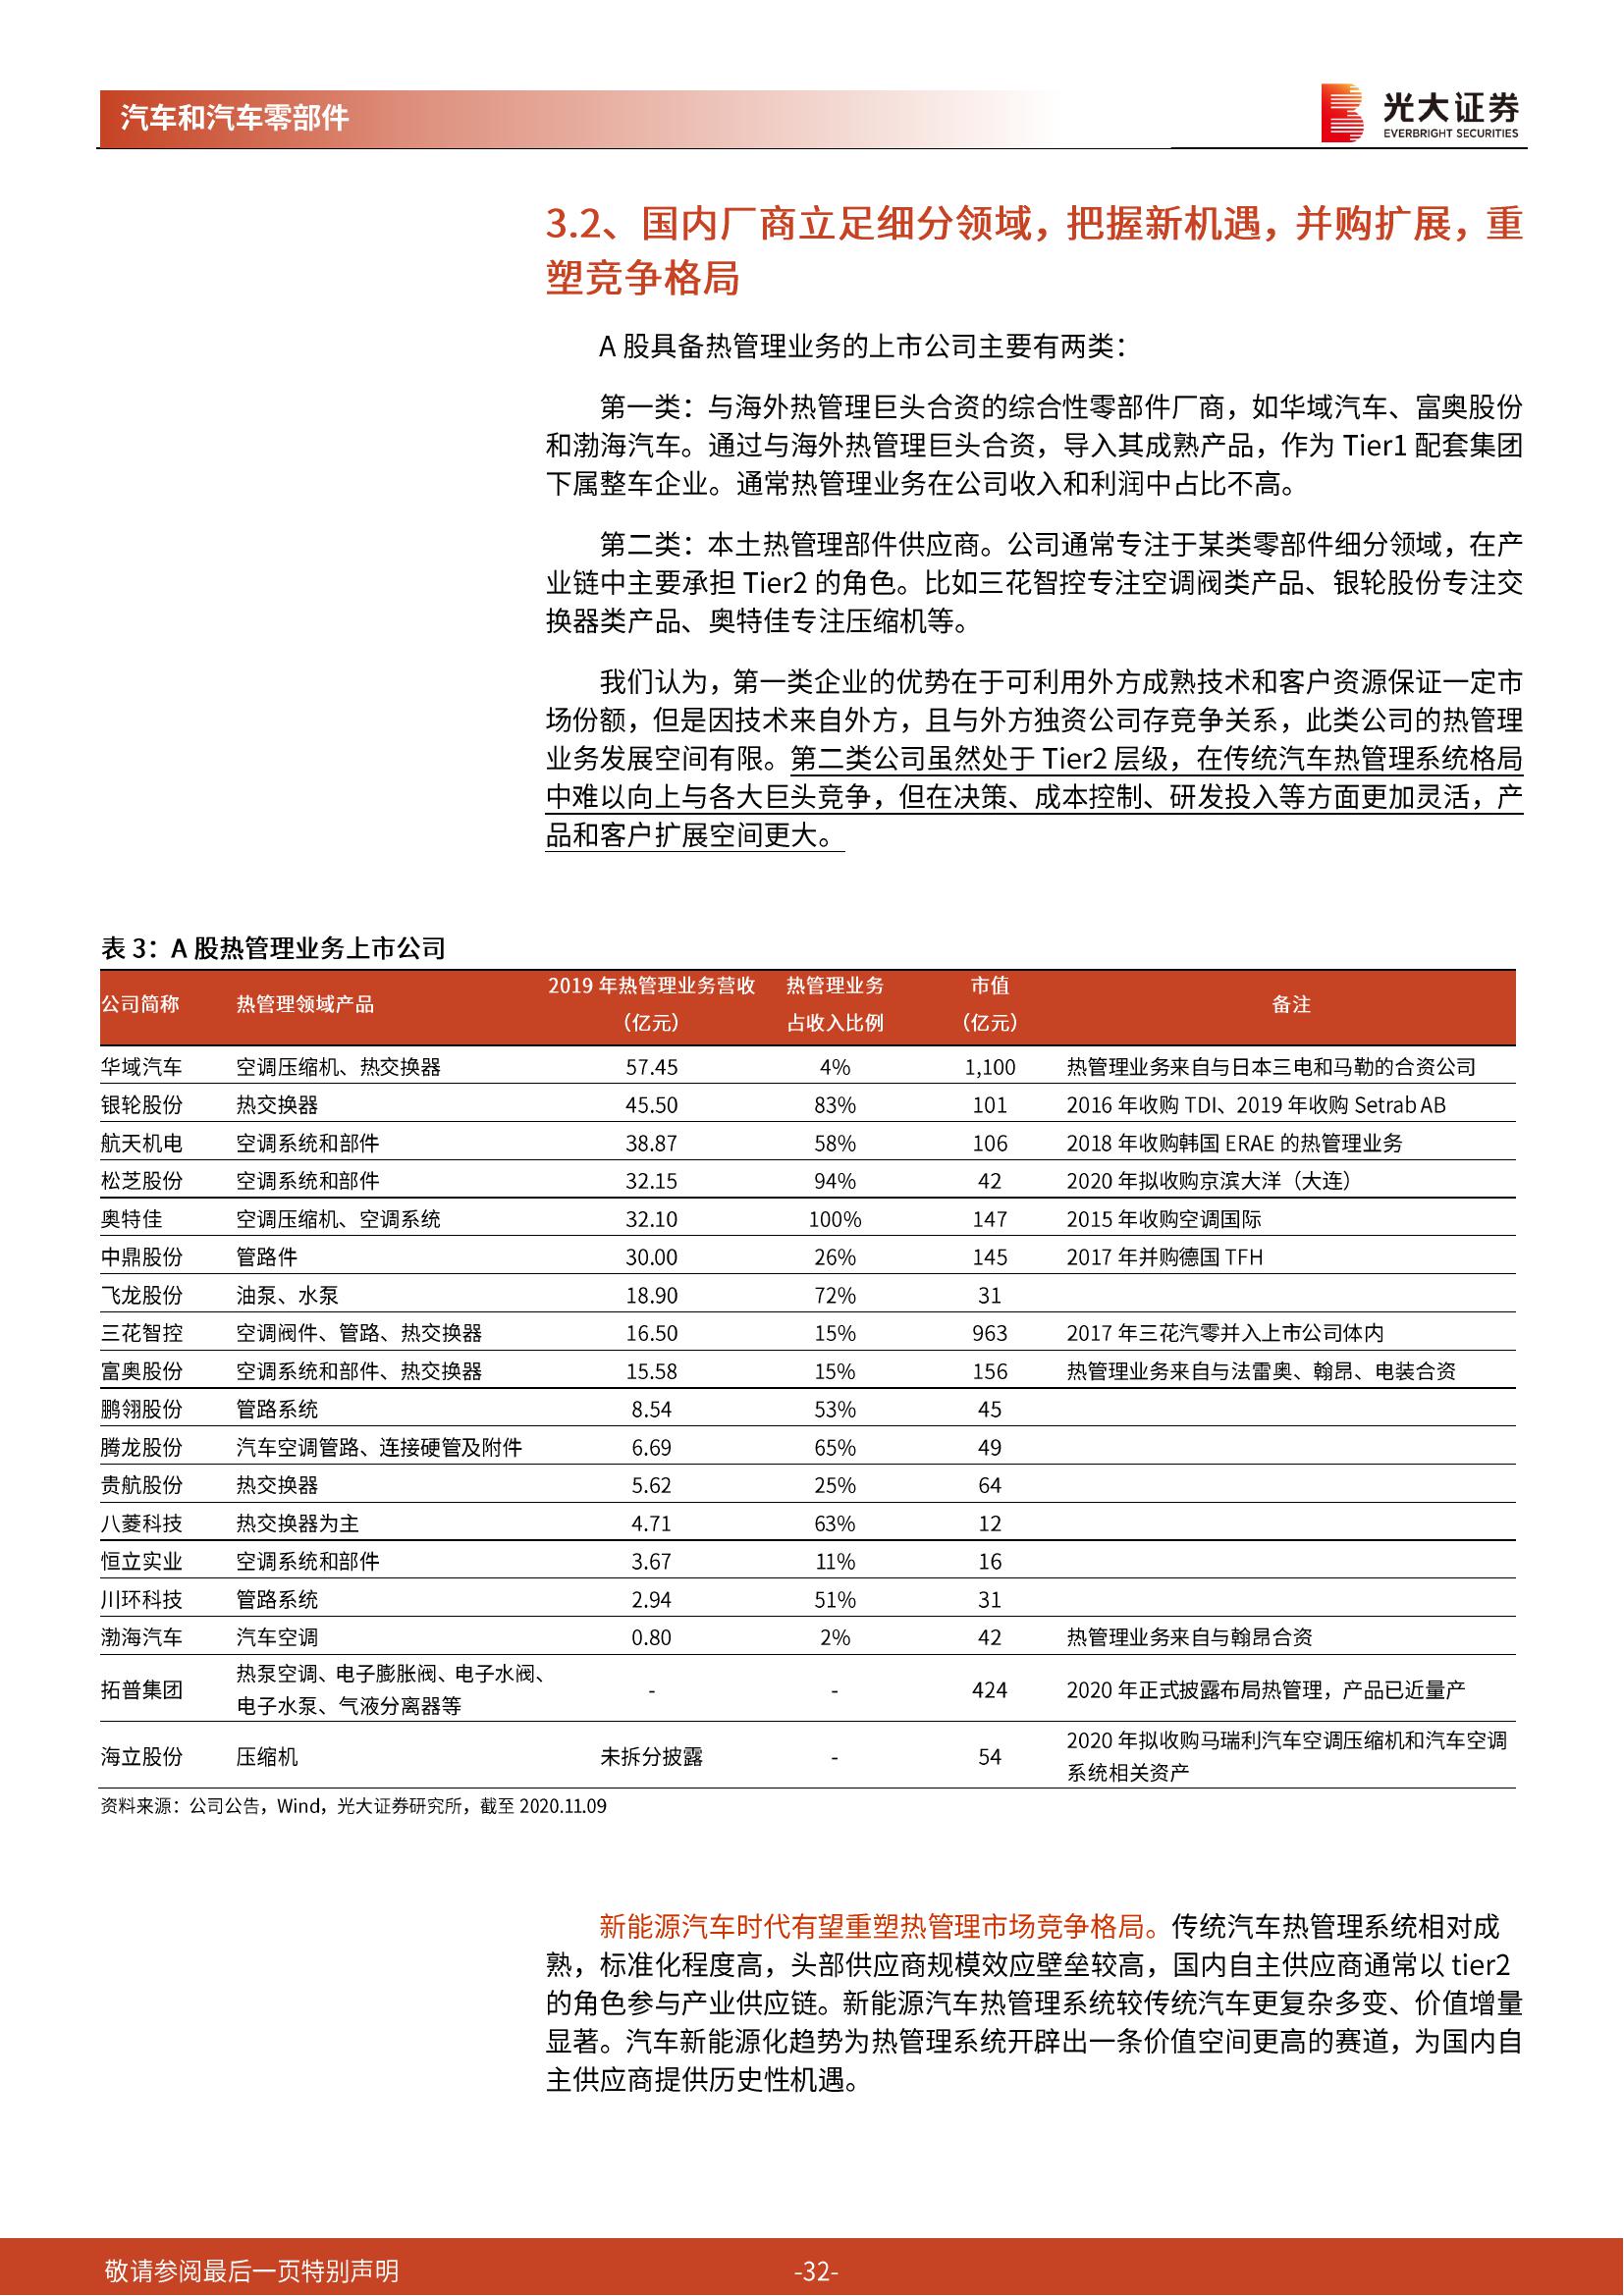 汽车和汽车零部件
光大证券
EVERBRIGHT SECURITIES
3.2、国内厂商立足细分领域，把握新机遇，并购扩展，重
塑竞争格局
A 股具备热管理业务的上市公司主要有两类：
第一类：与海外热管理巨头合资的综合性零部件厂商，如华域汽车、富奥股份
和渤海汽车。通过与海外热管理巨头合资，导入其成熟产品，作为 Tier1 配套集团
下属整车企业。通常热管理业务在公司收入和利润中占比不高。
第二类：本土热管理部件供应商。公司通常专注于某类零部件细分领域，在产
业链中主要承担 Tier2 的角色。比如三花智控专注空调阀类产品、银轮股份专注交
换器类产品、奥特佳专注压缩机等。
我们认为，第一类企业的优势在于可利用外方成熟技术和客户资源保证一定市
场份额，但是因技术来自外方，且与外方独资公司存竞争关系，此类公司的热管理
业务发展空间有限。第二类公司虽然处于 Tier2 层级，在传统汽车热管理系统格局
中难以向上与各大巨头竞争，但在决策、成本控制、研发投入等方面更加灵活，产
品和客户扩展空间更大。
表 3：A 股热管理业务上市公司
公司简称 热管理领域产品 2019 年热管理业务营收（亿元） 热管理业务占收入比例 市值（亿元） 备注
华域汽车 空调压缩机、热交换器 57.45 4% 1,100 热管理业务来自与日本三电和马勒的合资公司
银轮股份 热交换器 45.50 83% 101 2016 年收购 TDI、2019 年收购 Setrab AB
航天机电 空调系统和部件 38.87 58% 106 2018 年收购韩国 ERAE 的热管理业务
松芝股份 空调系统和部件 32.15 94% 42 2020 年拟收购京滨大洋（大连）
奥特佳 空调压缩机、空调系统 32.10 100% 147 2015 年收购空调国际
中鼎股份 管路件 30.00 26% 145 2017 年并购德国 TFH
飞龙股份 油泵、水泵 18.90 72% 31
三花智控 空调阀件、管路、热交换器 16.50 15% 963 2017 年三花汽零并入上市公司体内
富奥股份 空调系统和部件、热交换器 15.58 15% 156 热管理业务来自与法雷奥、翰昂、电装合资
鹏翎股份 管路系统 8.54 53% 45
腾龙股份 汽车空调管路、连接硬管及附件 6.69 65% 49
贵航股份 热交换器 5.62 25% 64
八菱科技 热交换器为主 4.71 63% 12
恒立实业 空调系统和部件 3.67 11% 16
川环科技 管路系统 2.94 51% 31
渤海汽车 汽车空调 0.80 2% 42 热管理业务来自与翰昂合资
拓普集团 热泵空调、电子膨胀阀、电子水阀、电子水泵、气液分离器等 - - 424 2020 年正式披露布局热管理，产品已近量产
海立股份 压缩机 未拆分披露 - 54 2020 年拟收购马瑞利汽车空调压缩机和汽车空调系统相关资产
资料来源：公司公告，Wind，光大证券研究所，截至 2020.11.09
新能源汽车时代有望重塑热管理市场竞争格局。传统汽车热管理系统相对成
熟，标准化程度高，头部供应商规模效应壁垒较高，国内自主供应商通常以 tier2
的角色参与产业供应链。新能源汽车热管理系统较传统汽车更复杂多变、价值增量
显著。汽车新能源化趋势为热管理系统开辟出一条价值空间更高的赛道，为国内自
主供应商提供历史性机遇。
敬请参阅最后一页特别声明
-32-